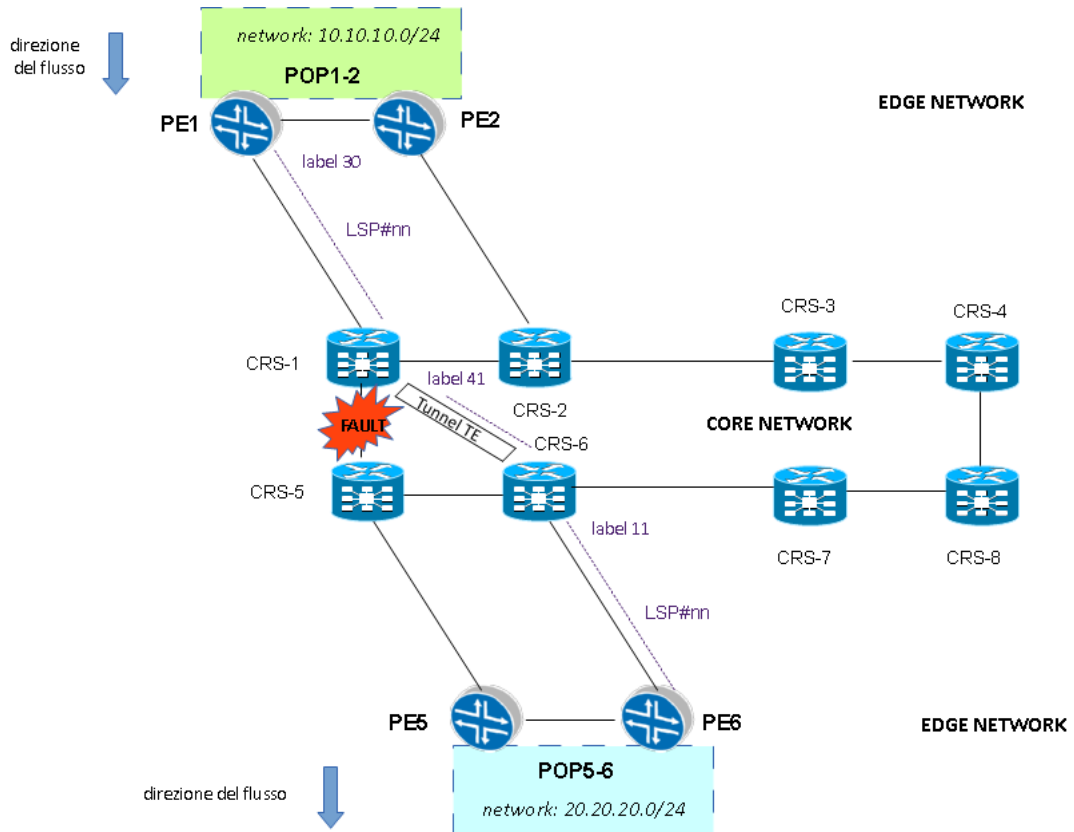 network: 10.10.10.0/24
direzione
del flusso
POP1-2
EDGE NETWORK
PE1
PE2
label 30
LSP#nn
CRS-3
CRS-4
CRS-1
label 41
CRS-2
Tunnel TE
FAULT
CORE NETWORK
CRS-6
CRS-5
label 11
CRS-7
CRS-8
LSP#nn
PE5
PE6
EDGE NETWORK
POP5-6
direzione del flusso
network: 20.20.20.0/24